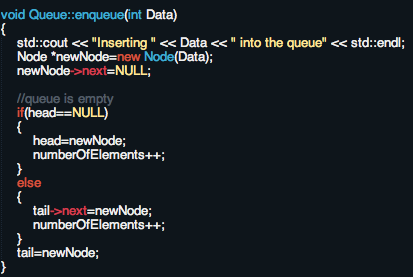 void Queue::enqueue(int Data)
{
std::cout << "Inserting " << Data << " into the queue" << std::endl;
Node *newNode=new Node(Data);
newNode->next=NULL;
//queue is empty
if(head==NULL)
{
head=newNode;
numberOfElements++;
}
else
{
tail->next=newNode;
numberOfElements++;
}
tail=newNode;
}